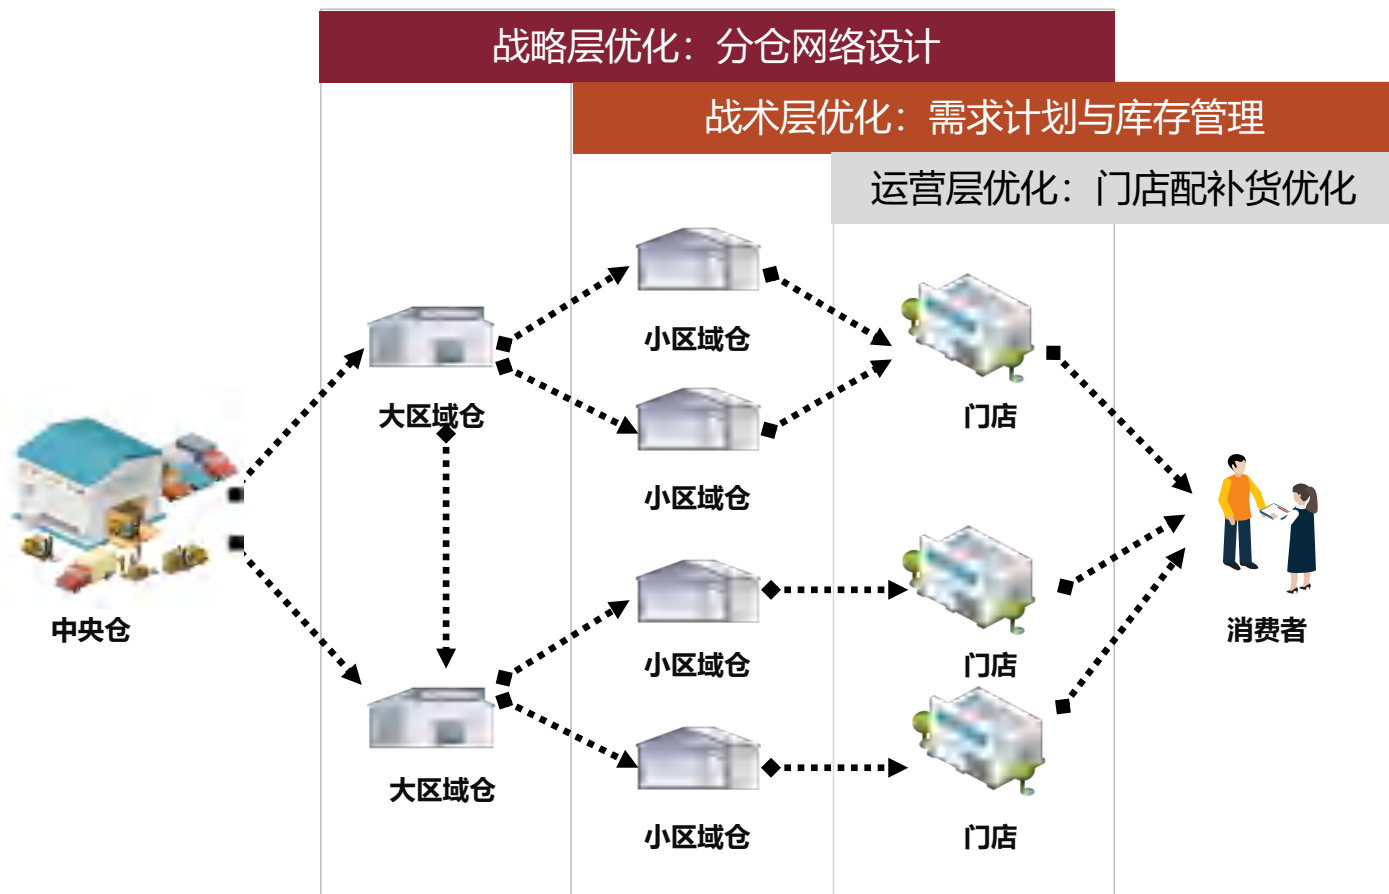 战略层优化：分仓网络设计
战术层优化：需求计划与库存管理
运营层优化：门店配补货优化
小区域仓
大区域仓
门店
小区域仓
中央仓
消费者
小区域仓
门店
大区域仓
小区域仓
门店